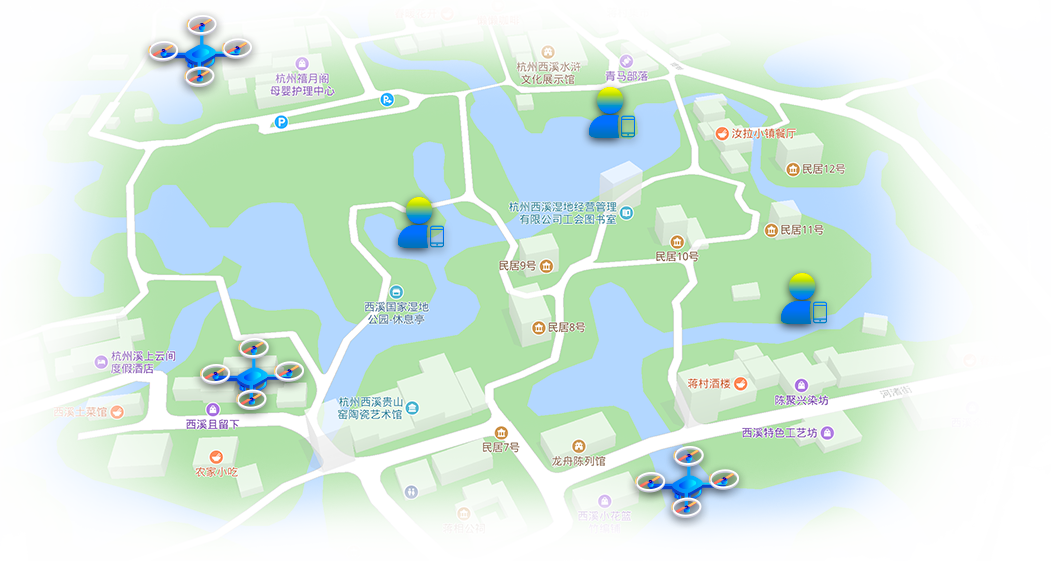 杭州禧月阁
母婴护理中心
杭州西溪水浒
文化展示馆
青马部落
P
汝拉小镇餐厅
民居12号
杭州西溪湿地经营管理
有限公司工会图书室
民居11号
民居10号
民居9号
西溪国家湿地
公园-休息亭
民居8号
杭州溪上云间
度假酒店
蒋村酒楼
陈聚兴染坊
河渚街
西溪上菜馆
西溪且留下
杭州西溪贵山
窑陶瓷艺术馆
民居7号
西溪特色工艺坊
龙舟陈列馆
农家小吃
西溪小花篮